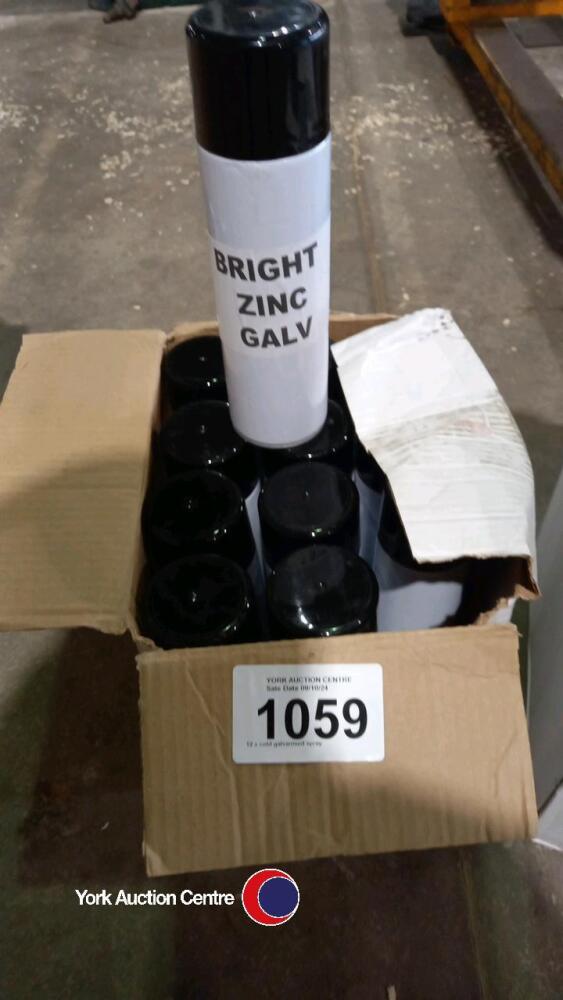 BRIGHT
ZINC
GALV
YORK AUCTION CENTRE
Sale Date 09/10/24
1059
12 x cold galvanised spray
York Auction Centre